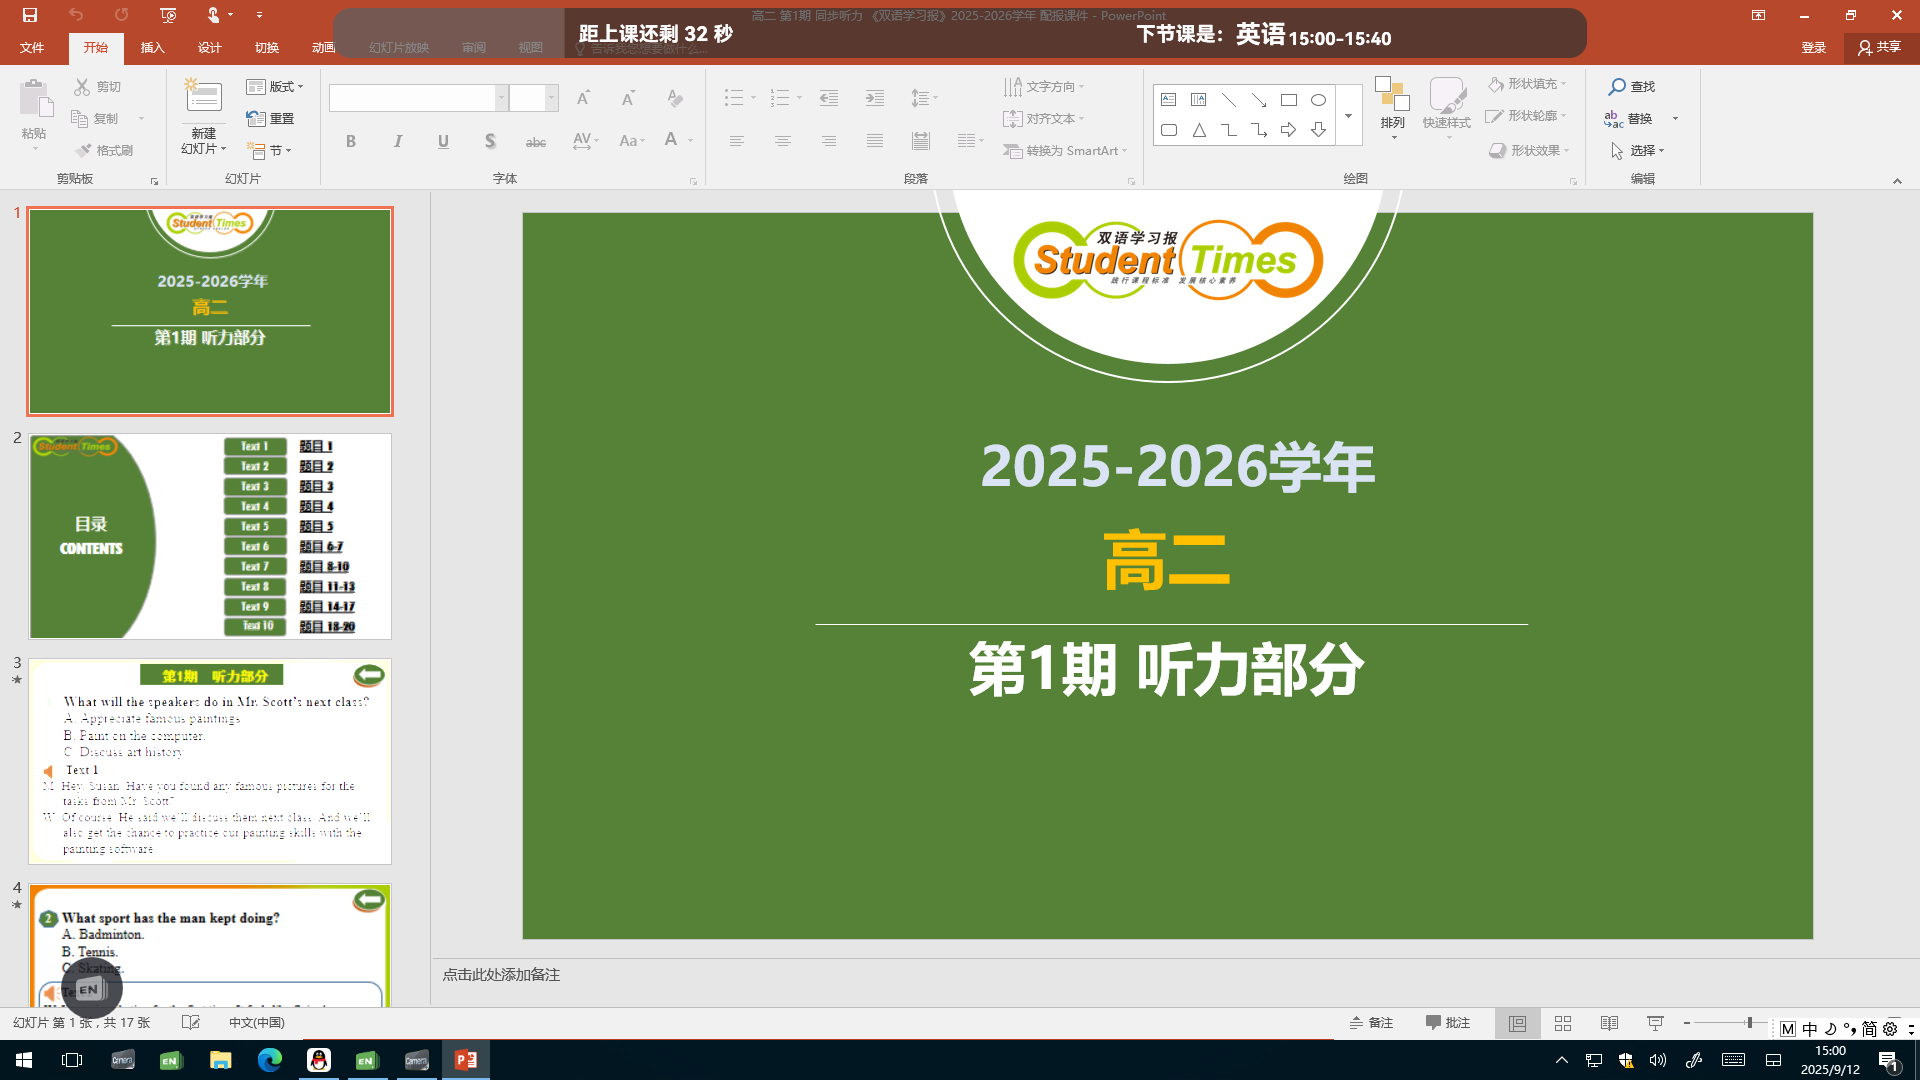 高二 第1期 同步听力 《双语学习报》2025-2026学年 配报课件 - PowerPoint
距上课还剩 32 秒
下节课是： 英语 15:00-15:40
文件 开始 插入 设计 切换 动画 幻灯片放映 审阅 视图 告诉我您想要做什么...
登录 共享
粘贴 剪切 复制 格式刷
剪贴板
新建
幻灯片
版式
重置
节
幻灯片
B I U S abc AV Aa A
字体
段落
文字方向
对齐文本
转换为 SmartArt
排列
快速样式
形状填充
形状轮廓
形状效果
绘图
查找
替换
选择
编辑
1
双语学习报
Student Times
2025-2026学年
高二
第1期 听力部分
2
Student Times
目录
CONTENTS
Text 1 题目 1
Text 2 题目 2
Text 3 题目 3
Text 4 题目 4
Text 5 题目 5
Text 6 题目 6-7
Text 7 题目 8-10
Text 8 题目 11-13
Text 9 题目 14-17
Text 10 题目 18-20
3
第1期 听力部分
What will the speakers do in Mr. Scott's next class?
A. Appreciate famous paintings.
B. Paint on the computer.
C. Discuss art history.
Text 1
M: Hey, Susan. Have you found any famous pictures for the
tasks from Mr. Scott?
W: Of course. He said we'll discuss them next class. And we'll
also get the chance to practice our painting skills with the
painting software.
4
2 What sport has the man kept doing?
A. Badminton.
B. Tennis.
C. Skating.
EN
双语学习报
Student Times
践行课程标准 发展核心素养
2025-2026学年
高二
第1期 听力部分
点击此处添加备注
幻灯片 第 1 张，共 17 张
中文(中国)
备注
批注
M 中 简
Camera EN EN Camera
15:00
2025/9/12
1